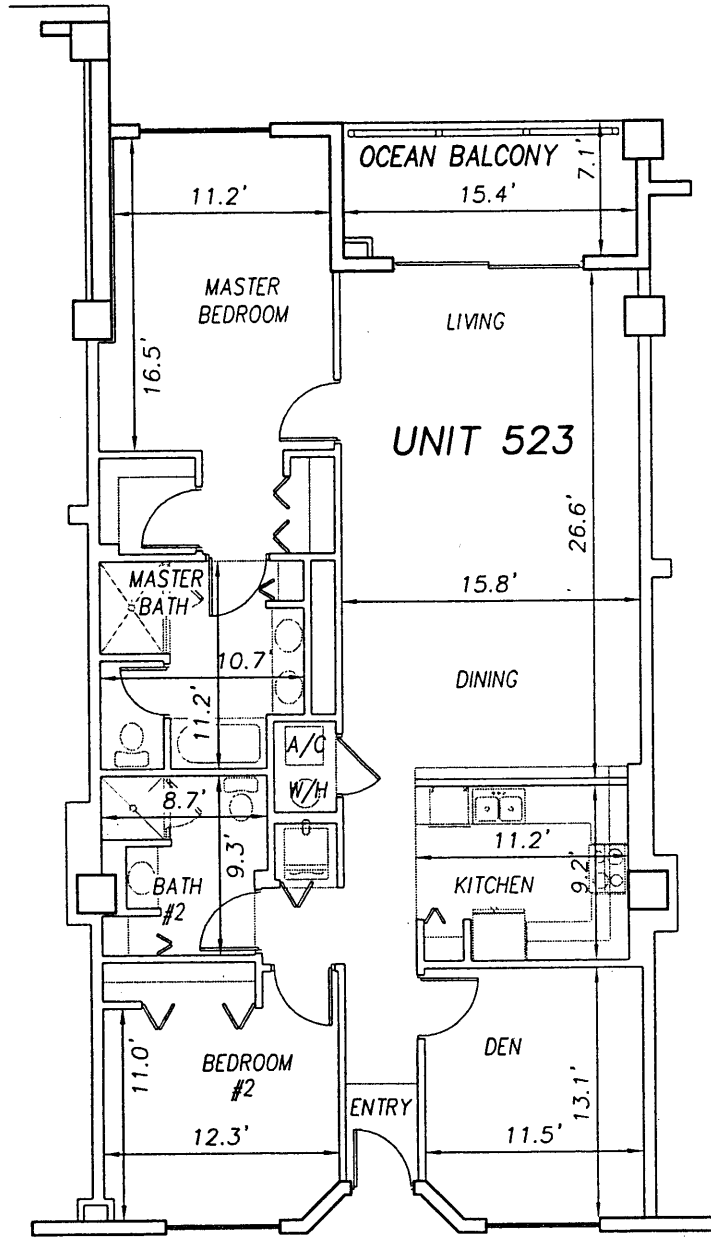 OCEAN BALCONY
7.1'
15.4'
11.2'
MASTER
BEDROOM
LIVING
16.5'
UNIT 523
26.6'
15.8'
MASTER
BATH
10.7'
11.2'
DINING
A/C
W/H
8.7'
9.3'
11.2'
9.2'
KITCHEN
BATH
#2
11.0'
BEDROOM
#2
DEN
13.1'
ENTRY
12.3'
11.5'